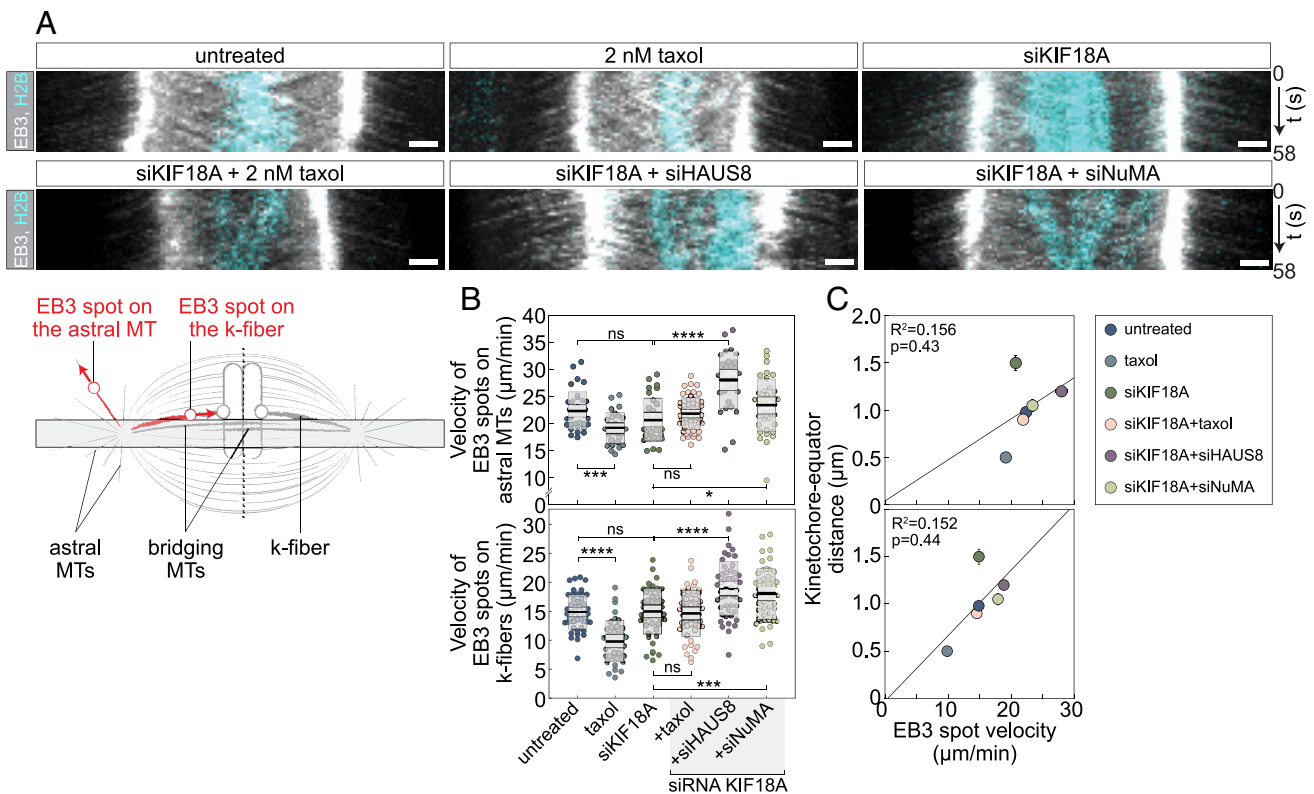 A
untreated
2 nM taxol
siKIF18A
EB3, H2B
0
t (s)
58
siKIF18A + 2 nM taxol
siKIF18A + siHAUS8
siKIF18A + siNuMA
EB3, H2B
0
t (s)
58
EB3 spot on
the astral MT
EB3 spot on
the k-fiber
astral
MTs
bridging
MTs
k-fiber
B
Velocity of
EB3 spots on
astral MTs (μm/min)
40
35
30
25
20
15
10
0
ns
****
***
ns
*
Velocity of
EB3 spots on
k-fibers (μm/min)
30
25
20
15
10
5
0
ns
****
****
ns
***
untreated
taxol
siKIF18A
+taxol
+siHAUS8
+siNuMA
siRNA KIF18A
C
Kinetochore-equator
distance (μm)
2.0
1.5
1.0
0.5
0
R²=0.156
p=0.43
2.0
1.5
1.0
0.5
0
R²=0.152
p=0.44
0
10
20
30
EB3 spot velocity
(μm/min)
untreated
taxol
siKIF18A
siKIF18A+taxol
siKIF18A+siHAUS8
siKIF18A+siNuMA